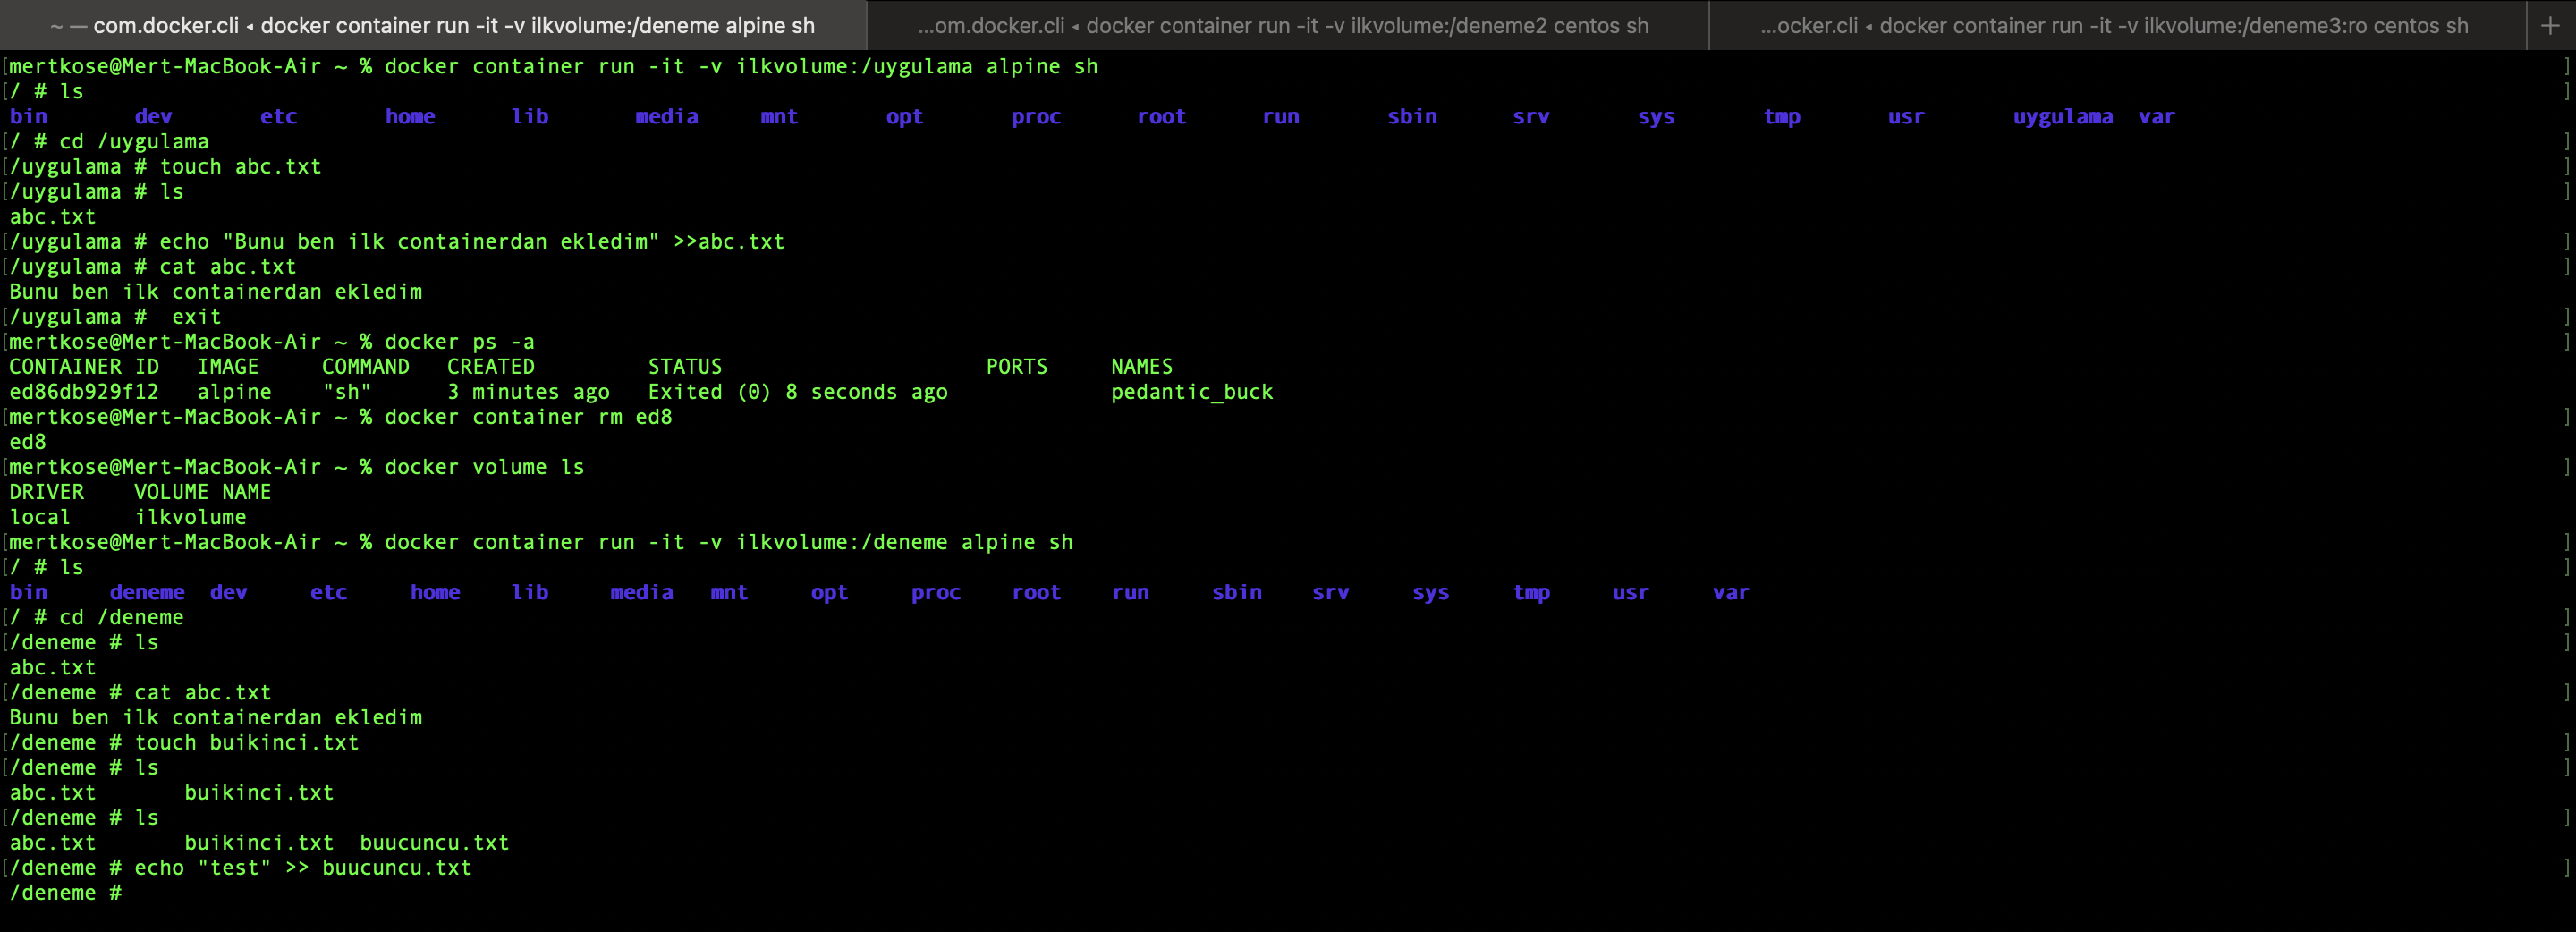 ~ — com.docker.cli ◂ docker container run -it -v ilkvolume:/deneme alpine sh
...om.docker.cli ◂ docker container run -it -v ilkvolume:/deneme2 centos sh
...ocker.cli ◂ docker container run -it -v ilkvolume:/deneme3:ro centos sh
+
[mertkose@Mert-MacBook-Air ~ % docker container run -it -v ilkvolume:/uygulama alpine sh ]
[/ # ls ]
bin dev etc home lib media mnt opt proc root run sbin srv sys tmp usr uygulama var
[/ # cd /uygulama ]
[/uygulama # touch abc.txt ]
[/uygulama # ls ]
abc.txt
[/uygulama # echo "Bunu ben ilk containerdan ekledim" >>abc.txt ]
[/uygulama # cat abc.txt ]
Bunu ben ilk containerdan ekledim
[/uygulama #  exit ]
[mertkose@Mert-MacBook-Air ~ % docker ps -a ]
CONTAINER ID IMAGE COMMAND CREATED STATUS PORTS NAMES
ed86db929f12 alpine "sh" 3 minutes ago Exited (0) 8 seconds ago pedantic_buck
[mertkose@Mert-MacBook-Air ~ % docker container rm ed8 ]
ed8
[mertkose@Mert-MacBook-Air ~ % docker volume ls ]
DRIVER VOLUME NAME
local ilkvolume
[mertkose@Mert-MacBook-Air ~ % docker container run -it -v ilkvolume:/deneme alpine sh ]
[/ # ls ]
bin deneme dev etc home lib media mnt opt proc root run sbin srv sys tmp usr var
[/ # cd /deneme ]
[/deneme # ls ]
abc.txt
[/deneme # cat abc.txt ]
Bunu ben ilk containerdan ekledim
[/deneme # touch buikinci.txt ]
[/deneme # ls ]
abc.txt buikinci.txt
[/deneme # ls ]
abc.txt buikinci.txt buucuncu.txt
[/deneme # echo "test" >> buucuncu.txt ]
/deneme #